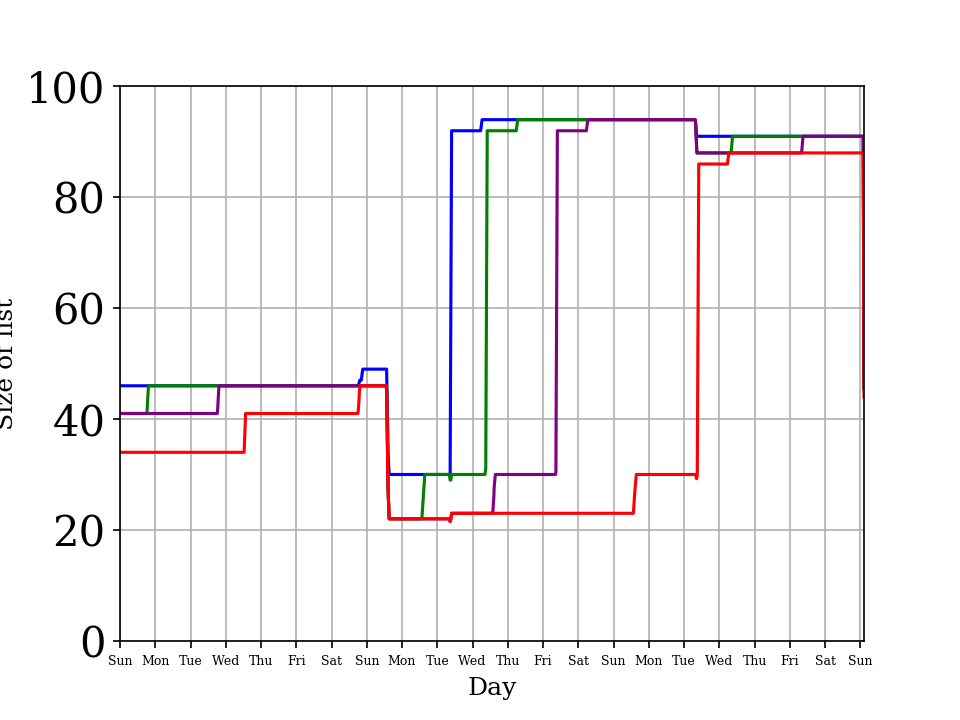 100
80
60
40
20
0
Size of list
Sun Mon Tue Wed Thu Fri Sat Sun Mon Tue Wed Thu Fri Sat Sun Mon Tue Wed Thu Fri Sat Sun
Day